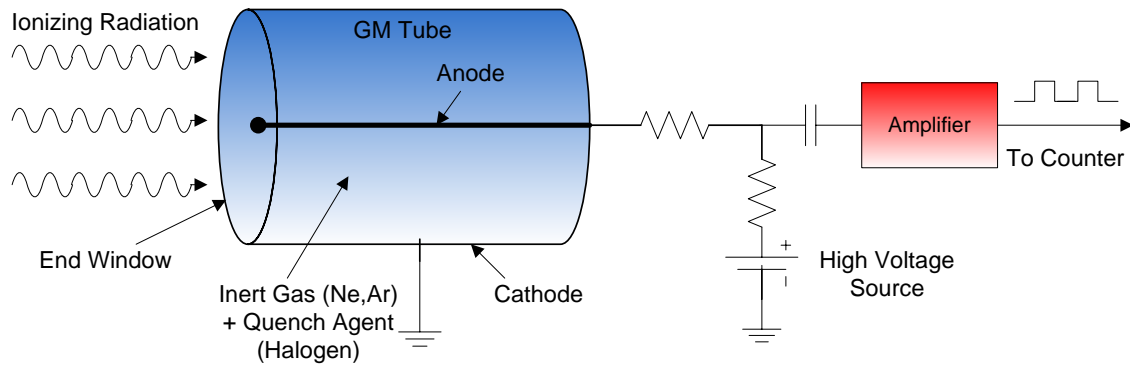 Ionizing Radiation
GM Tube
Anode
Amplifier
To Counter
End Window
Inert Gas (Ne,Ar)
+ Quench Agent
(Halogen)
Cathode
+
−
High Voltage
Source